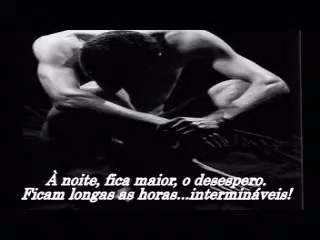 À noite, fica maior, o desespero.
Ficam longas as horas...intermináveis!